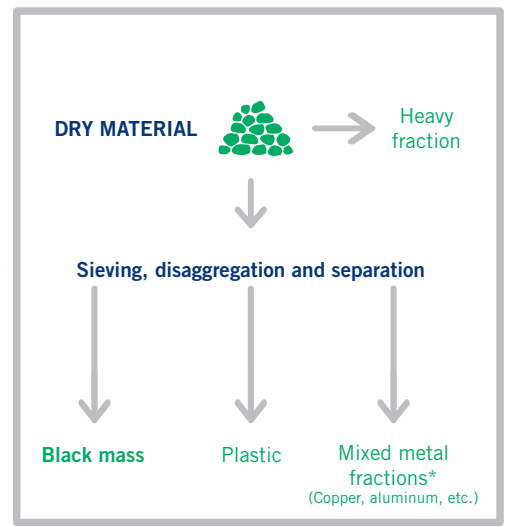 DRY MATERIAL
Heavy
fraction
Sieving, disaggregation and separation
Black mass
Plastic
Mixed metal
fractions*
(Copper, aluminum, etc.)